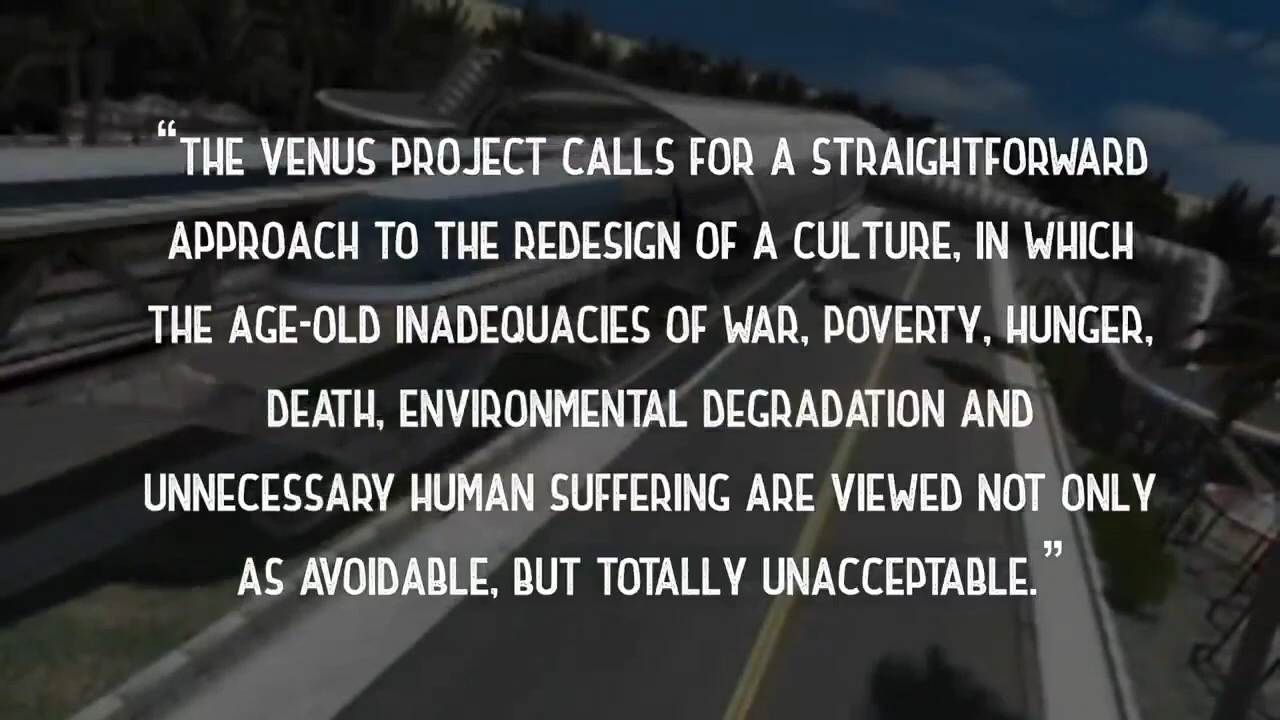 “THE VENUS PROJECT CALLS FOR A STRAIGHTFORWARD
APPROACH TO THE REDESIGN OF A CULTURE, IN WHICH
THE AGE-OLD INADEQUACIES OF WAR, POVERTY, HUNGER,
DEATH, ENVIRONMENTAL DEGRADATION AND
UNNECESSARY HUMAN SUFFERING ARE VIEWED NOT ONLY
AS AVOIDABLE, BUT TOTALLY UNACCEPTABLE.”